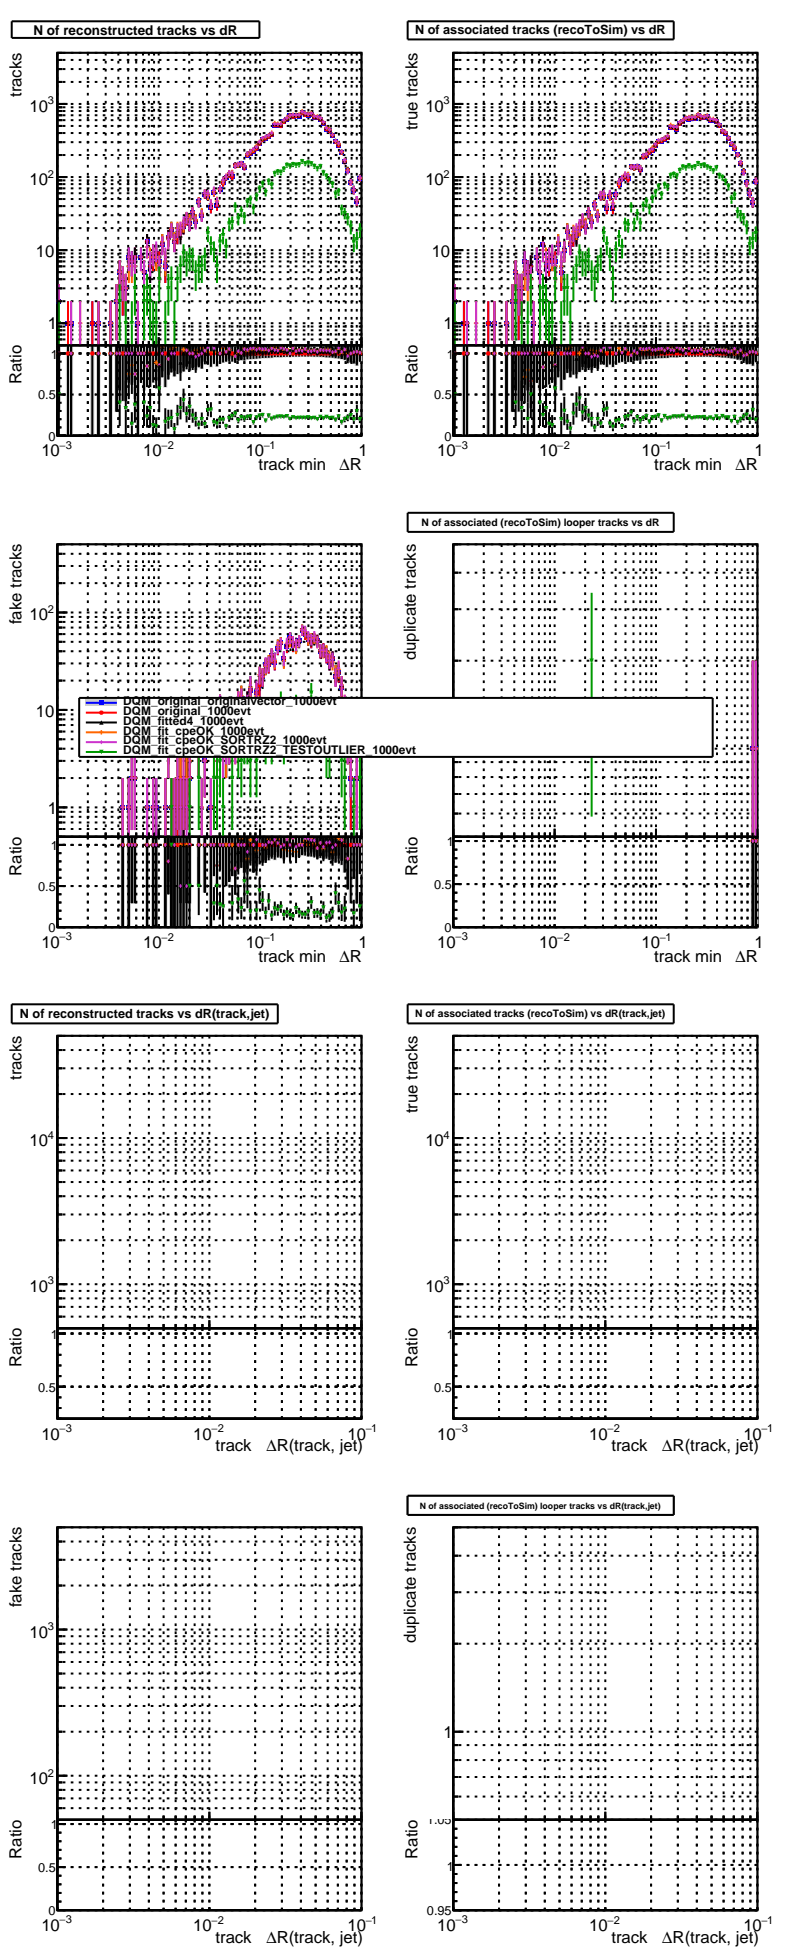 N of reconstructed tracks vs dR
N of associated tracks (recoToSim) vs dR
tracks
10³
10²
10
1
Ratio
1
0.5
0
10⁻³
10⁻²
10⁻¹
1
track min ΔR
true tracks
10³
10²
10
1
Ratio
1
0.5
0
10⁻³
10⁻²
10⁻¹
1
track min ΔR
N of associated (recoToSim) looper tracks vs dR
fake tracks
10²
10
1
Ratio
1
0.5
0
10⁻³
10⁻²
10⁻¹
1
track min ΔR
duplicate tracks
Ratio
1
0.5
0
10⁻³
10⁻²
10⁻¹
1
track min ΔR
DQM_original_originalvector_1000evt
DQM_original_1000evt
DQM_fitted4_1000evt
DQM_fit_cpeOK_1000evt
DQM_fit_cpeOK_SORTRZ2_1000evt
DQM_fit_cpeOK_SORTRZ2_TESTOUTLIER_1000evt
N of reconstructed tracks vs dR(track,jet)
N of associated tracks (recoToSim) vs dR(track,jet)
tracks
10⁴
10³
Ratio
1
0.5
10⁻³
10⁻²
10⁻¹
track ΔR(track, jet)
true tracks
10⁴
10³
Ratio
1
0.5
10⁻³
10⁻²
10⁻¹
track ΔR(track, jet)
N of associated (recoToSim) looper tracks vs dR(track,jet)
fake tracks
10³
10²
Ratio
1
0.5
0
10⁻³
10⁻²
10⁻¹
track ΔR(track, jet)
duplicate tracks
1
Ratio
1.05
1
0.95
10⁻³
10⁻²
10⁻¹
track ΔR(track, jet)